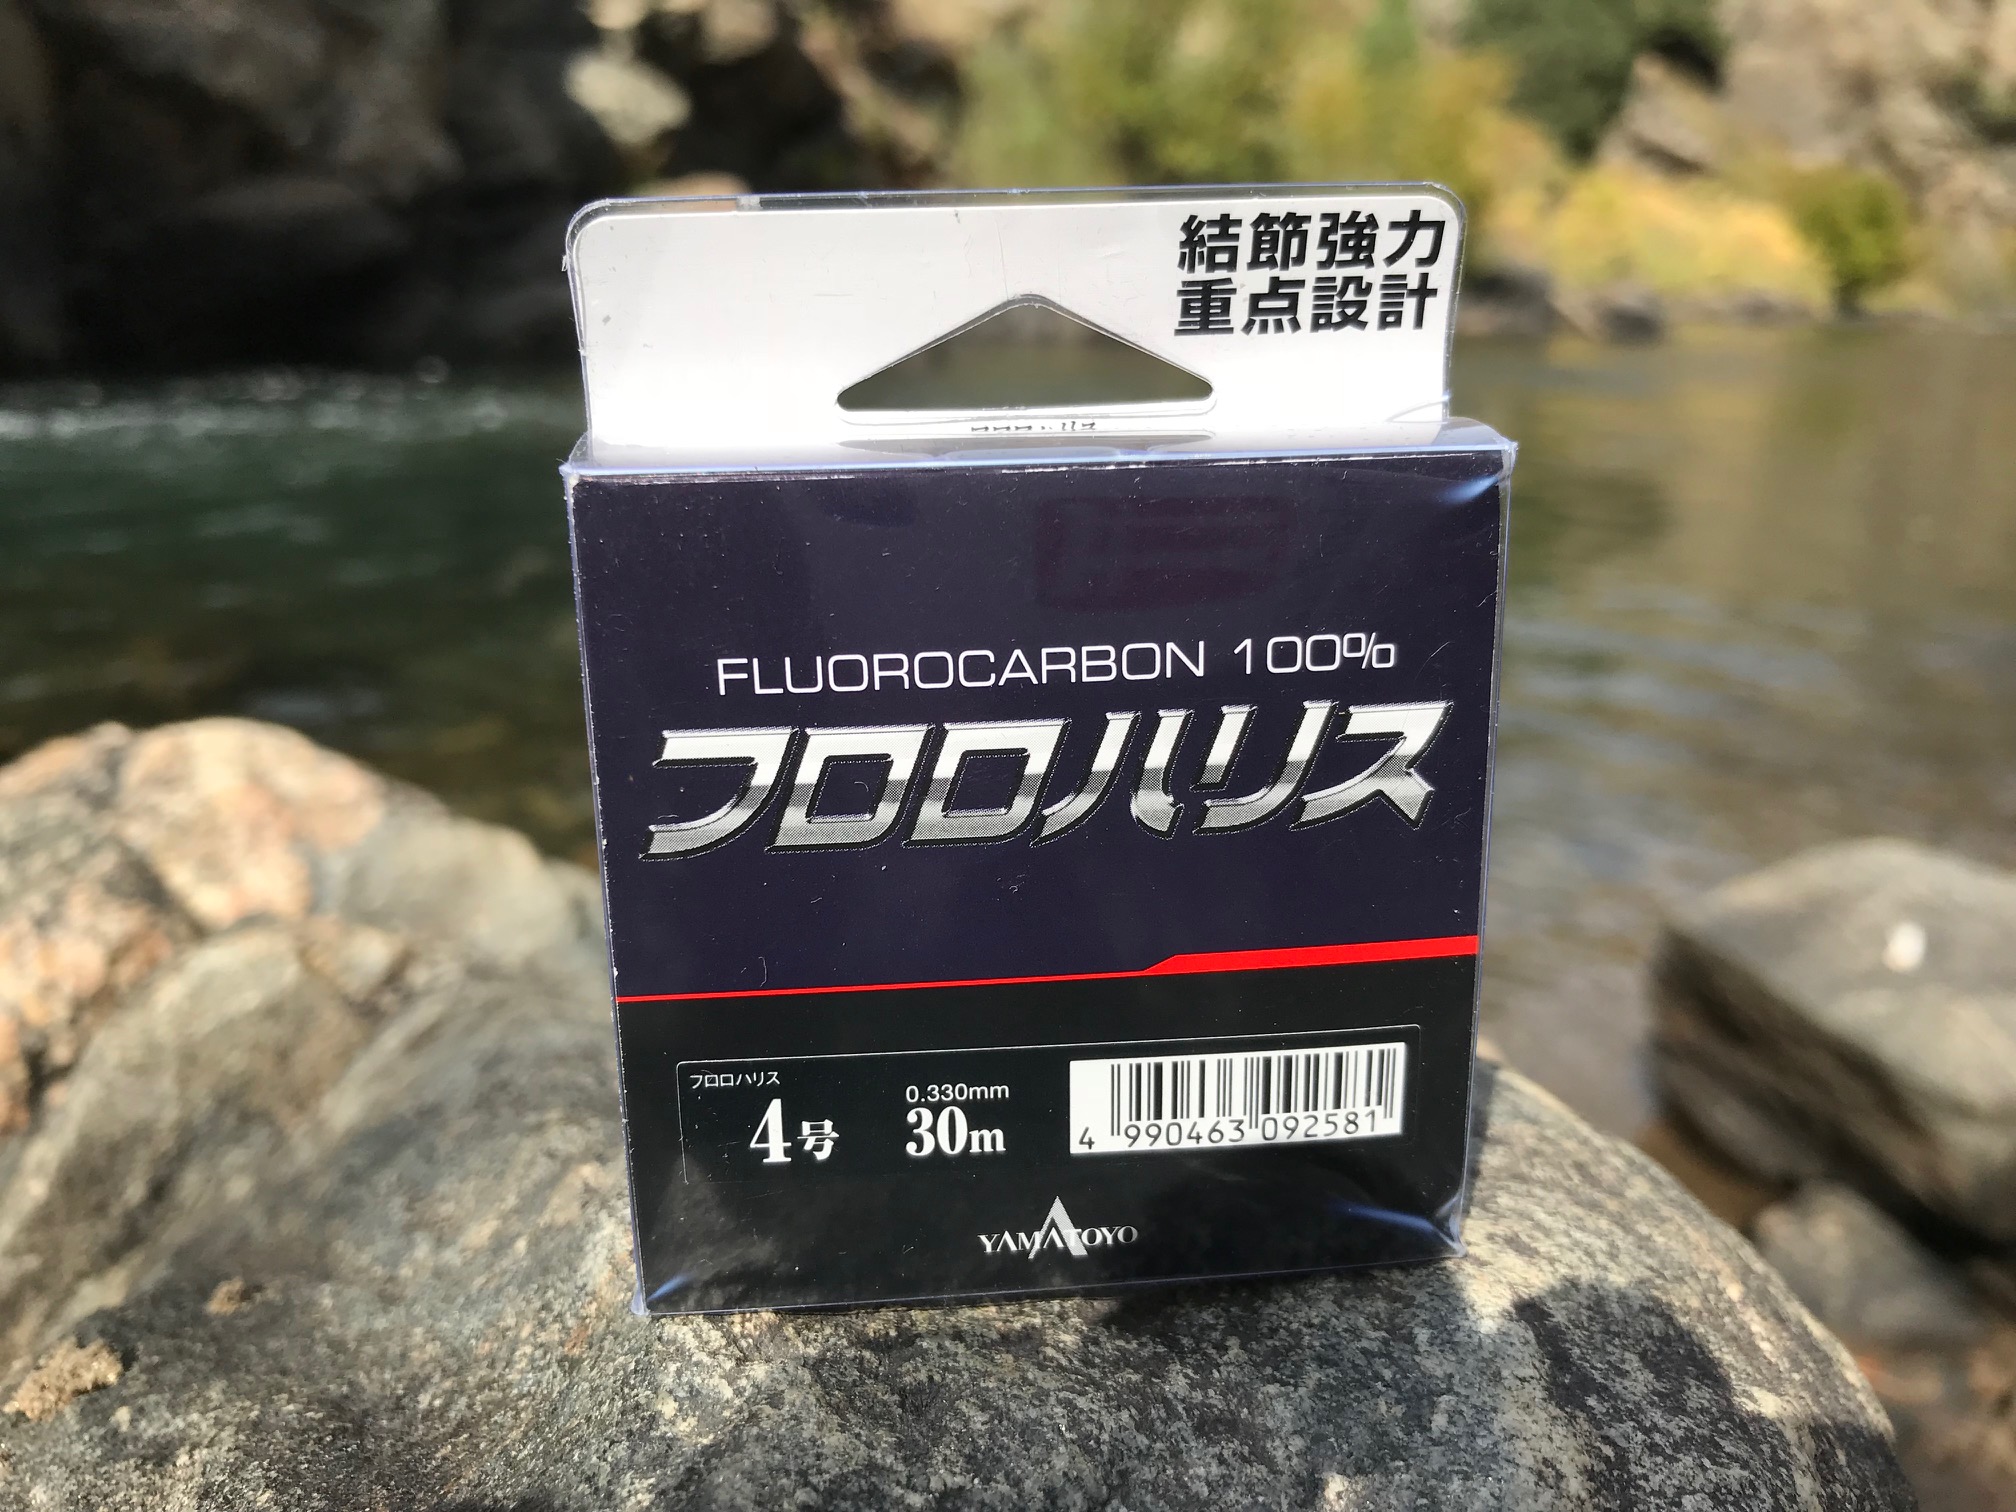 結節強力
重点設計
FLUOROCARBON 100%
フロロハリス
フロロハリス
4号
0.330mm
30m
4 990463 092581
YAMATOYO